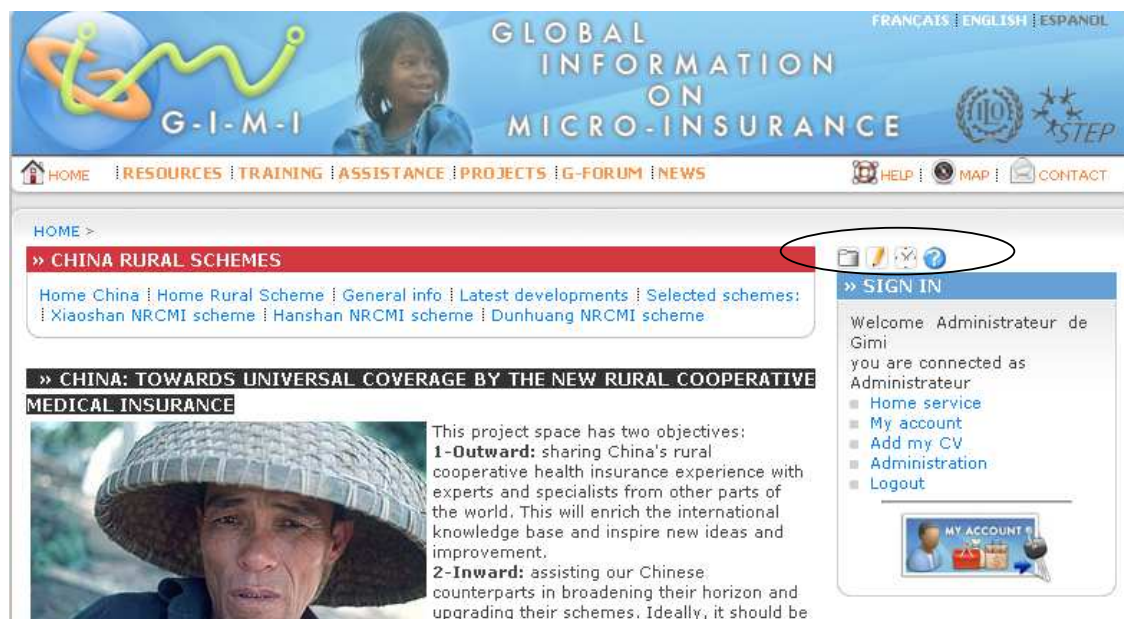 FRANÇAIS ENGLISH ESPANOL
GLOBAL
INFORMATION
ON
MICRO-INSURANCE
G-I-M-I
ILO
STEP
HOME RESOURCES TRAINING ASSISTANCE PROJECTS G-FORUM NEWS HELP MAP CONTACT
HOME >
» CHINA RURAL SCHEMES
Home China Home Rural Scheme General info Latest developments Selected schemes:
Xiaoshan NRCMI scheme Hanshan NRCMI scheme Dunhuang NRCMI scheme
» CHINA: TOWARDS UNIVERSAL COVERAGE BY THE NEW RURAL COOPERATIVE
MEDICAL INSURANCE
This project space has two objectives:
1-Outward: sharing China's rural
cooperative health insurance experience with
experts and specialists from other parts of
the world. This will enrich the international
knowledge base and inspire new ideas and
improvement.
2-Inward: assisting our Chinese
counterparts in broadening their horizon and
upgrading their schemes. Ideally, it should be
?
» SIGN IN
Welcome Administrateur de
Gimi
you are connected as
Administrateur
Home service
My account
Add my CV
Administration
Logout
MY ACCOUNT